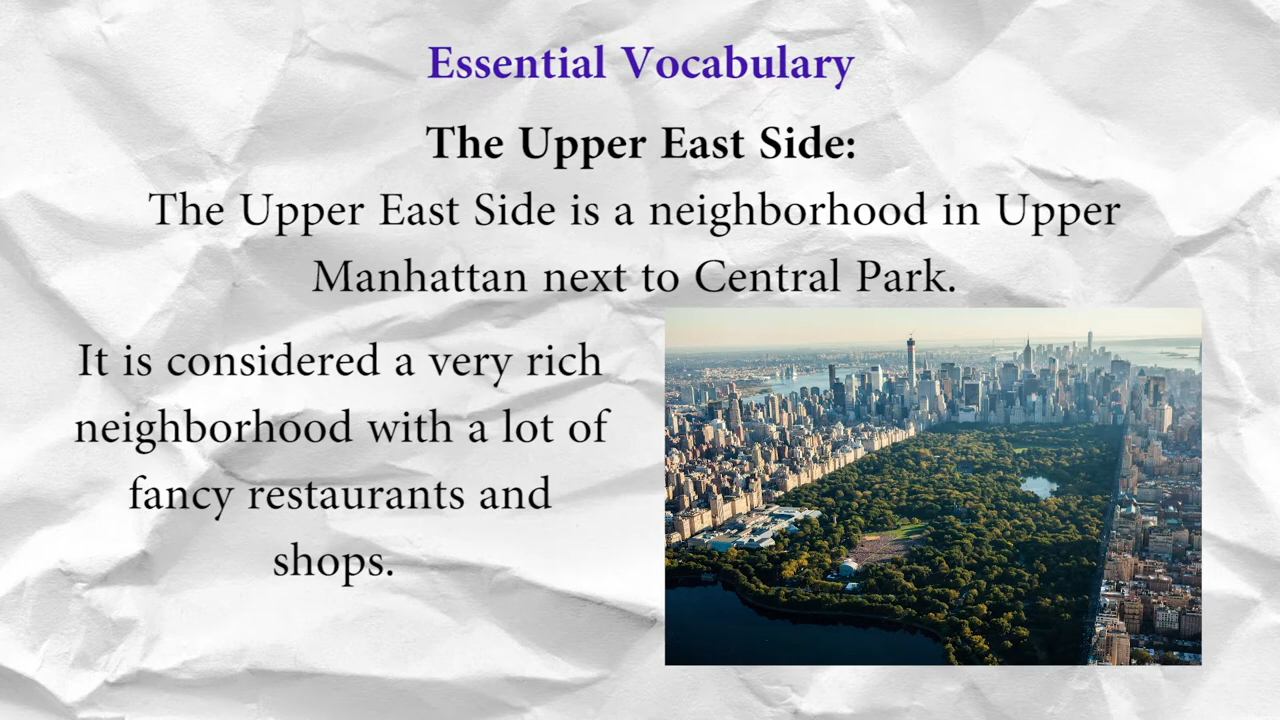 Essential Vocabulary
The Upper East Side:
The Upper East Side is a neighborhood in Upper
Manhattan next to Central Park.
It is considered a very rich
neighborhood with a lot of
fancy restaurants and
shops.